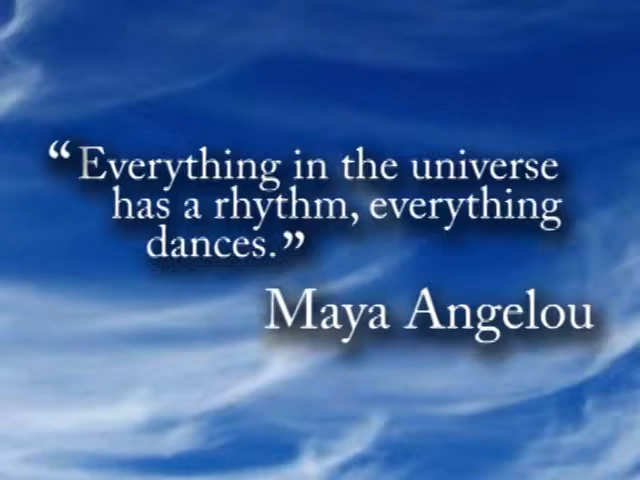 “Everything in the universe
has a rhythm, everything
dances.”
Maya Angelou